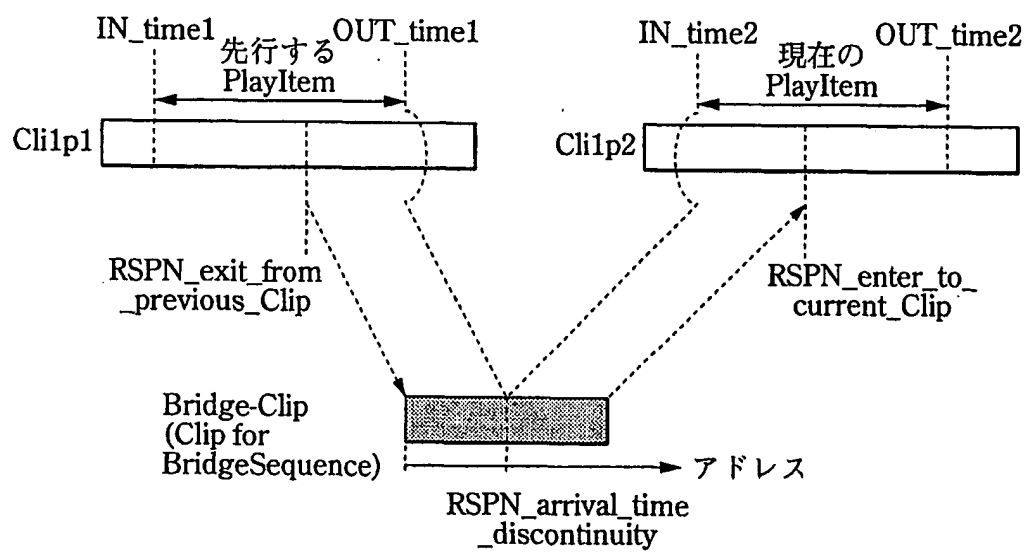 IN_time1
先行する
PlayItem
OUT_time1
IN_time2
現在の
PlayItem
OUT_time2
Cli1p1
Cli1p2
RSPN_exit_from
_previous_Clip
RSPN_enter_to_
current_Clip
Bridge-Clip
(Clip for
BridgeSequence)
アドレス
RSPN_arrival_time
_discontinuity